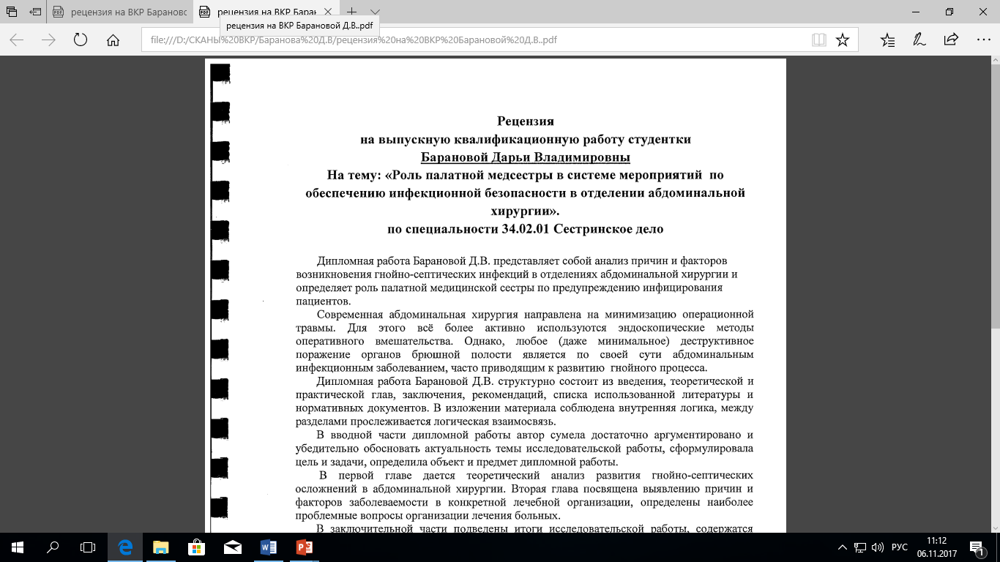 рецензия на ВКР Барановс
рецензия на ВКР Баран
рецензия на ВКР Барановой Д.В..pdf
file:///D:/СКАНЫ%20ВКР/Баранова%20Д.В/рецензия%20на%20ВКР%20Барановой%20Д.В..pdf
Рецензия
на выпускную квалификационную работу студентки
Барановой Дарьи Владимировны
На тему: «Роль палатной медсестры в системе мероприятий по
обеспечению инфекционной безопасности в отделении абдоминальной
хирургии».
по специальности 34.02.01 Сестринское дело
Дипломная работа Барановой Д.В. представляет собой анализ причин и факторов
возникновения гнойно-септических инфекций в отделениях абдоминальной хирургии и
определяет роль палатной медицинской сестры по предупреждению инфицирования
пациентов.
Современная абдоминальная хирургия направлена на минимизацию операционной
травмы. Для этого всё более активно используются эндоскопические методы
оперативного вмешательства. Однако, любое (даже минимальное) деструктивное
поражение органов брюшной полости является по своей сути абдоминальным
инфекционным заболеванием, часто приводящим к развитию гнойного процесса.
Дипломная работа Барановой Д.В. структурно состоит из введения, теоретической и
практической глав, заключения, рекомендаций, списка использованной литературы и
нормативных документов. В изложении материала соблюдена внутренняя логика, между
разделами прослеживается логическая взаимосвязь.
В вводной части дипломной работы автор сумела достаточно аргументировано и
убедительно обосновать актуальность темы исследовательской работы, сформулировала
цель и задачи, определила объект и предмет дипломной работы.
В первой главе дается теоретический анализ развития гнойно-септических
осложнений в абдоминальной хирургии. Вторая глава посвящена выявлению причин и
факторов заболеваемости в конкретной лечебной организации, определены наиболее
проблемные вопросы организации лечения больных.
В заключительной части подведены итоги исследовательской работы, содержатся
РУС
11:12
06.11.2017
1